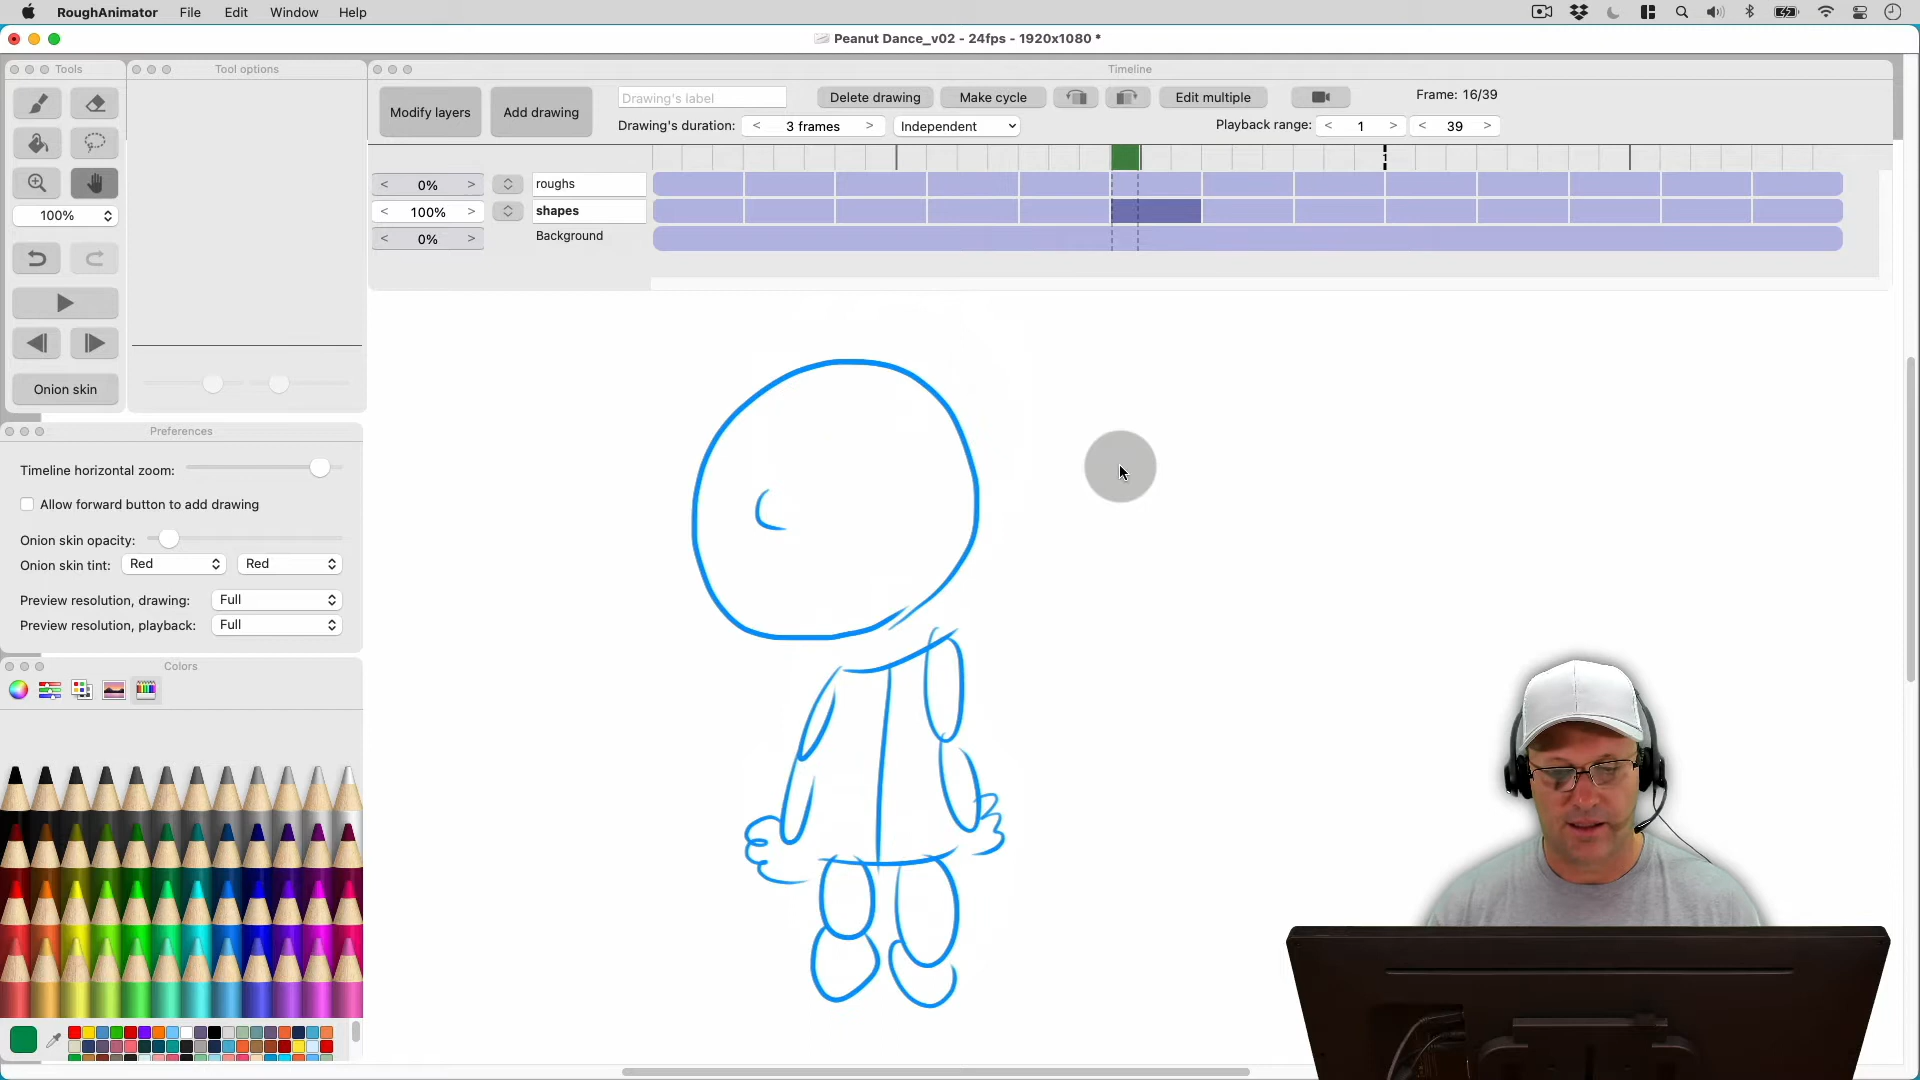 RoughAnimator File Edit Window Help
Peanut Dance_v02 - 24fps - 1920x1080 *
Tools
Tool options
Timeline
Modify layers
Add drawing
Drawing's label
Delete drawing
Make cycle
Edit multiple
Frame: 16/39
Drawing's duration: < 3 frames > Independent
Playback range: < 1 > < 39 >
1
< 0% > roughs
< 100% > shapes
< 0% > Background
100%
Onion skin
Preferences
Timeline horizontal zoom:
Allow forward button to add drawing
Onion skin opacity:
Onion skin tint: Red Red
Preview resolution, drawing: Full
Preview resolution, playback: Full
Colors